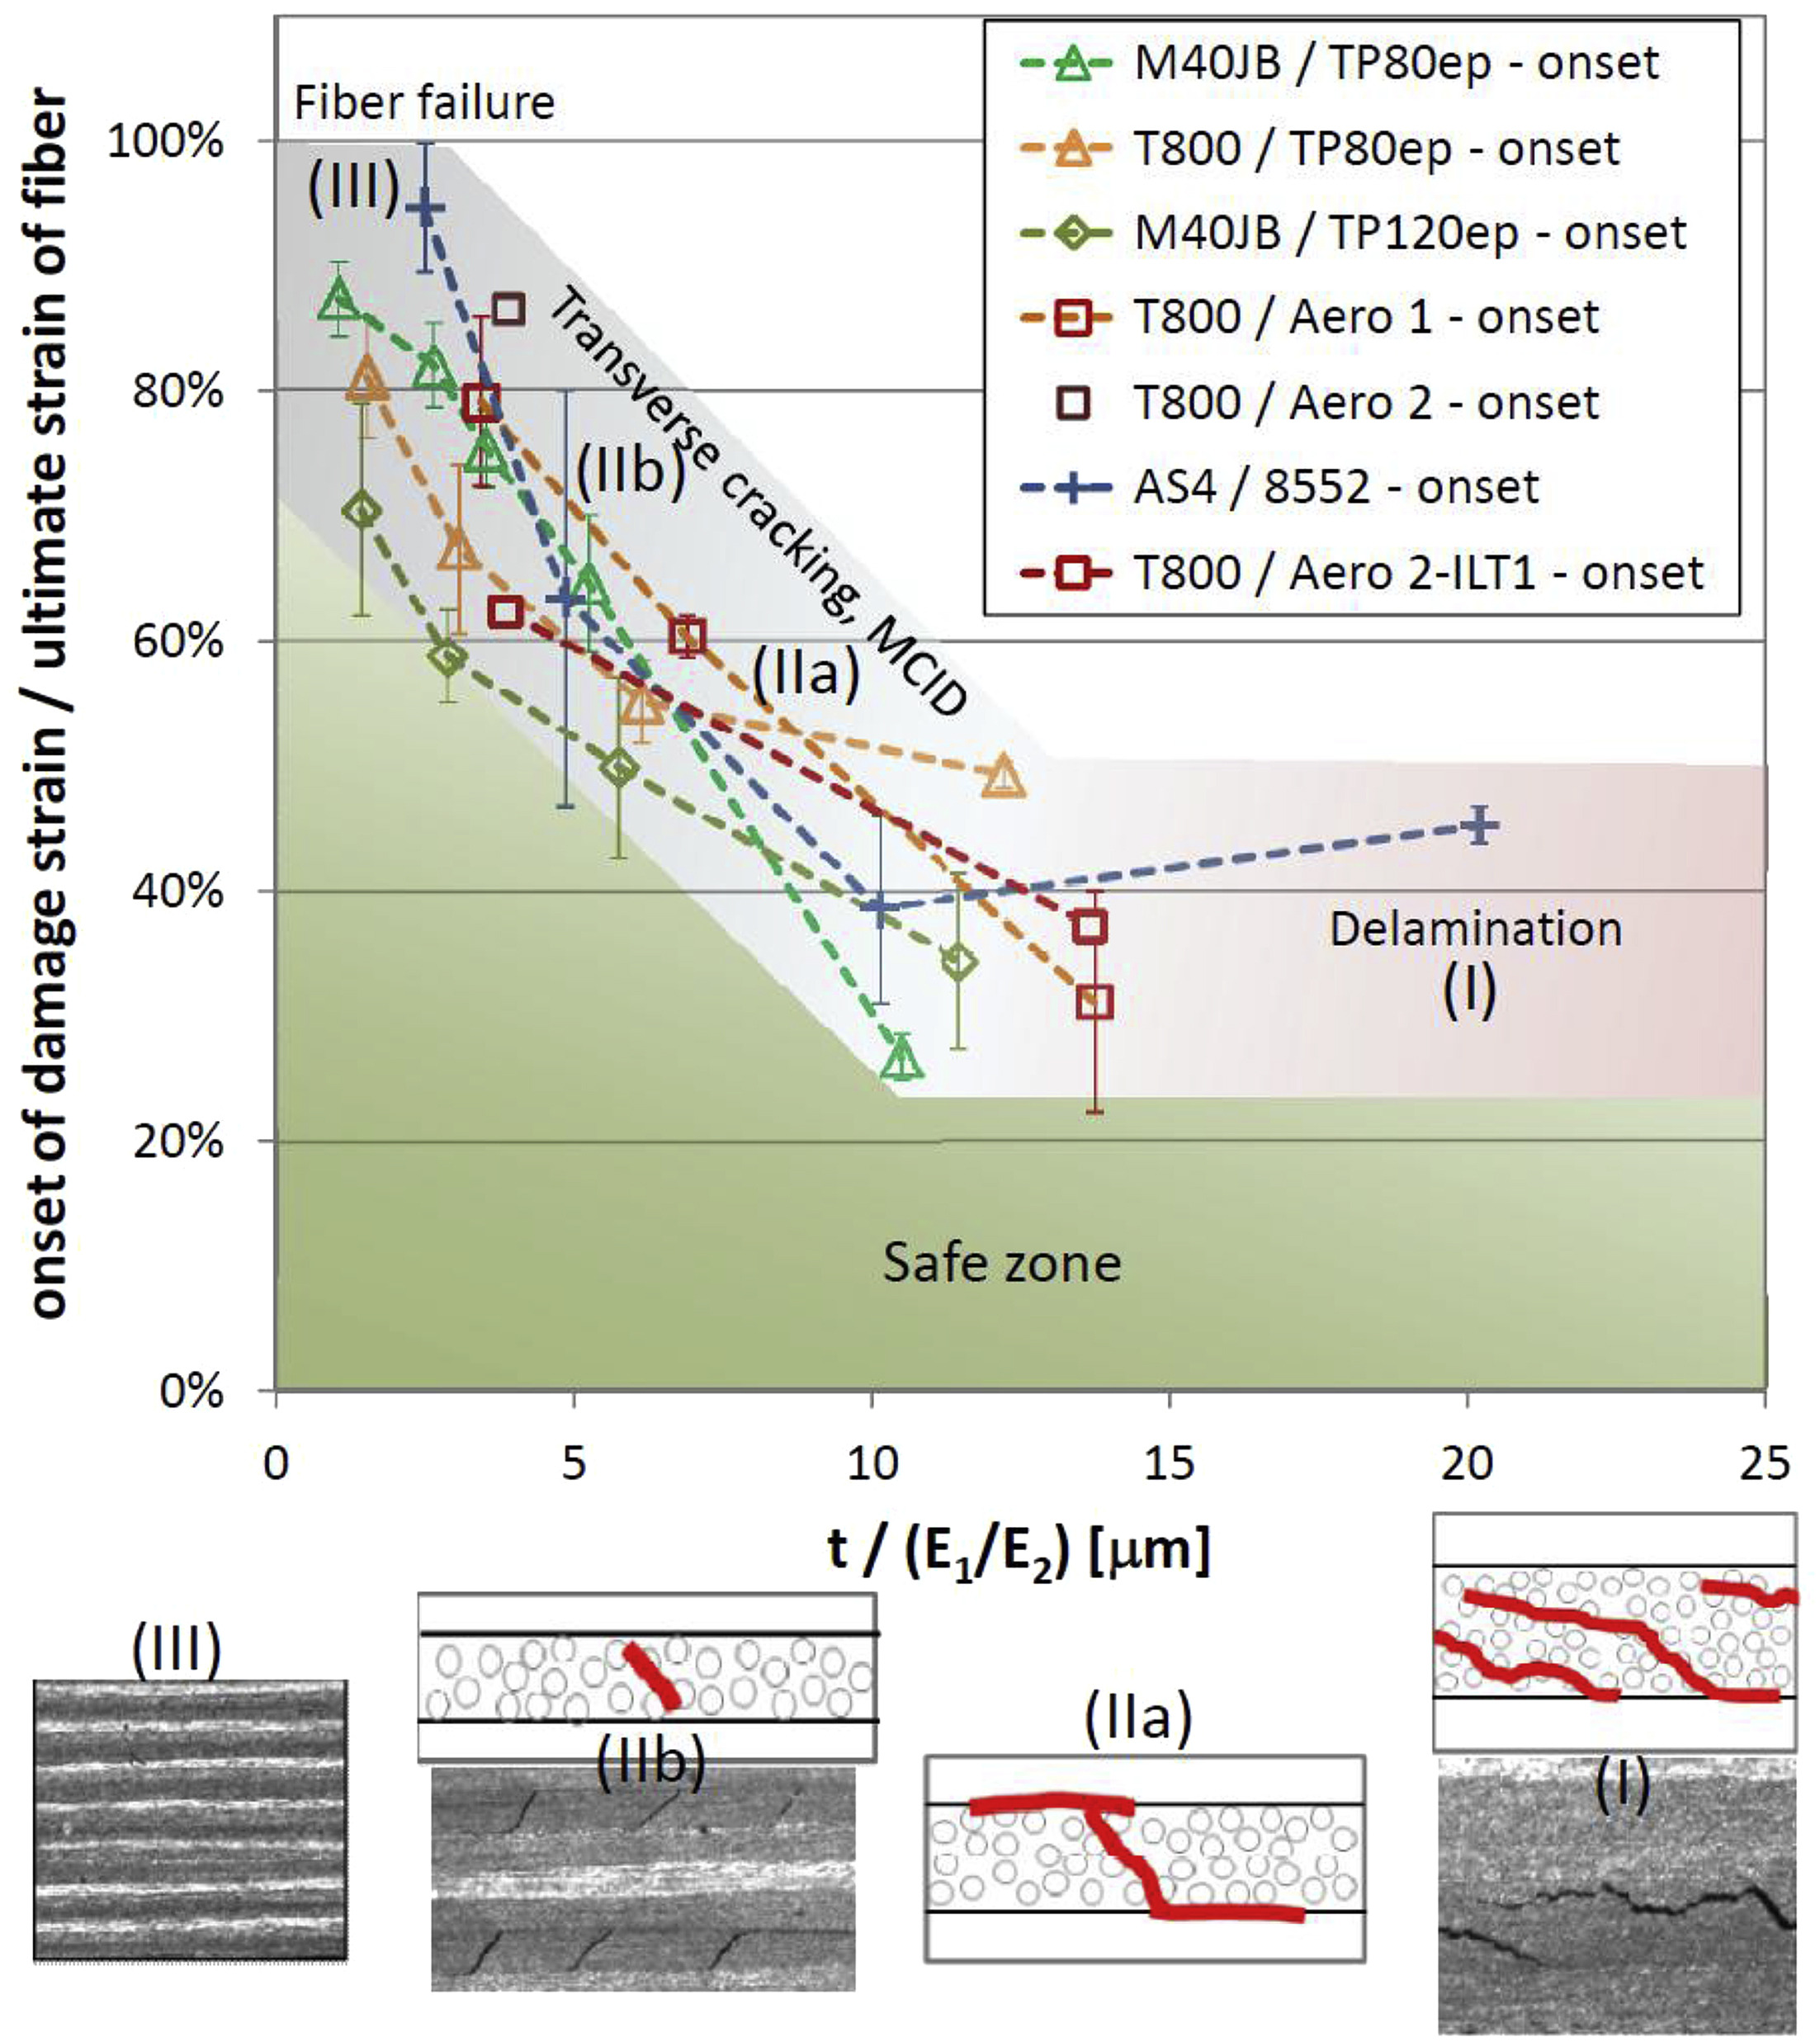 onset of damage strain / ultimate strain of fiber
100%
80%
60%
40%
20%
0%
Fiber failure
(III)
Transverse cracking, MCID
(IIb)
(IIa)
Delamination
(I)
Safe zone
M40JB / TP80ep - onset
T800 / TP80ep - onset
M40JB / TP120ep - onset
T800 / Aero 1 - onset
T800 / Aero 2 - onset
AS4 / 8552 - onset
T800 / Aero 2-ILT1 - onset
0 5 10 15 20 25
t / (E₁/E₂) [μm]
(III)
(IIb)
(IIa)
(I)